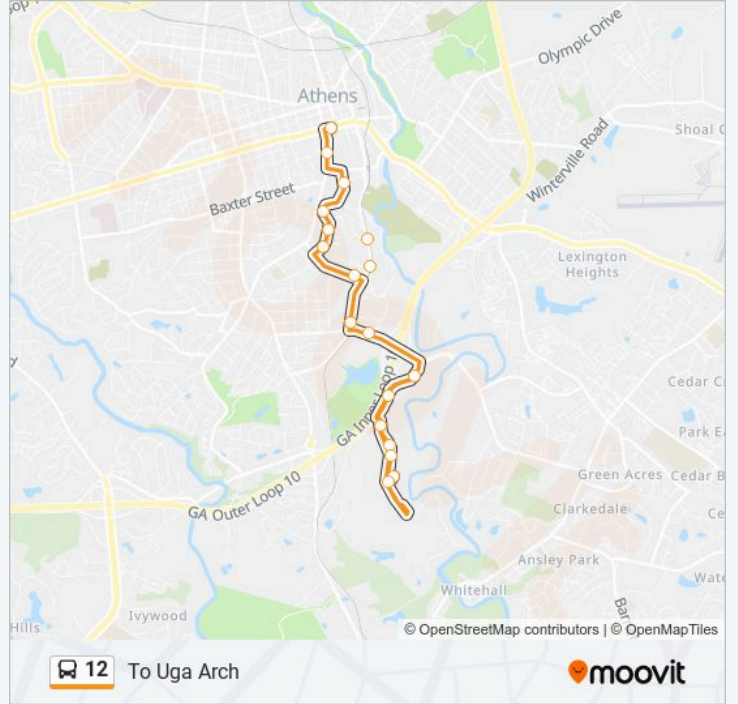 Olympic Drive
Athens
Shoal C
Winterville Road
Baxter Street
Lexington
Heights
GA Inner Loop 1
Cedar C
Park Ea
GA Outer Loop 10
Green Acres
Cedar B
Clarkedale
Ce
Ansley Park
Whitehall
Wate
Bar
Ivywood
Hills
© OpenStreetMap contributors | © OpenMapTiles
12
To Uga Arch
moovit